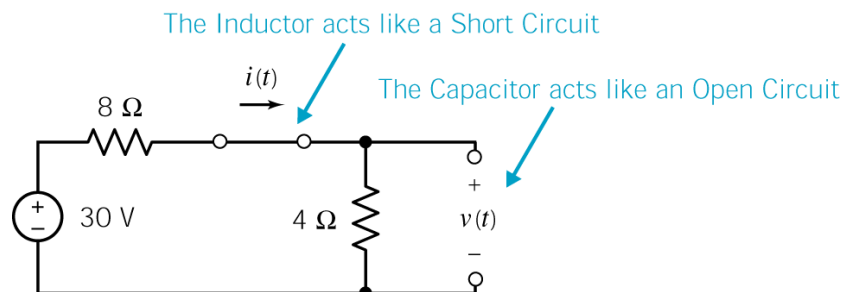 The Inductor acts like a Short Circuit
i(t)
The Capacitor acts like an Open Circuit
8 Ω
+
+
−
30 V
4 Ω
v(t)
−